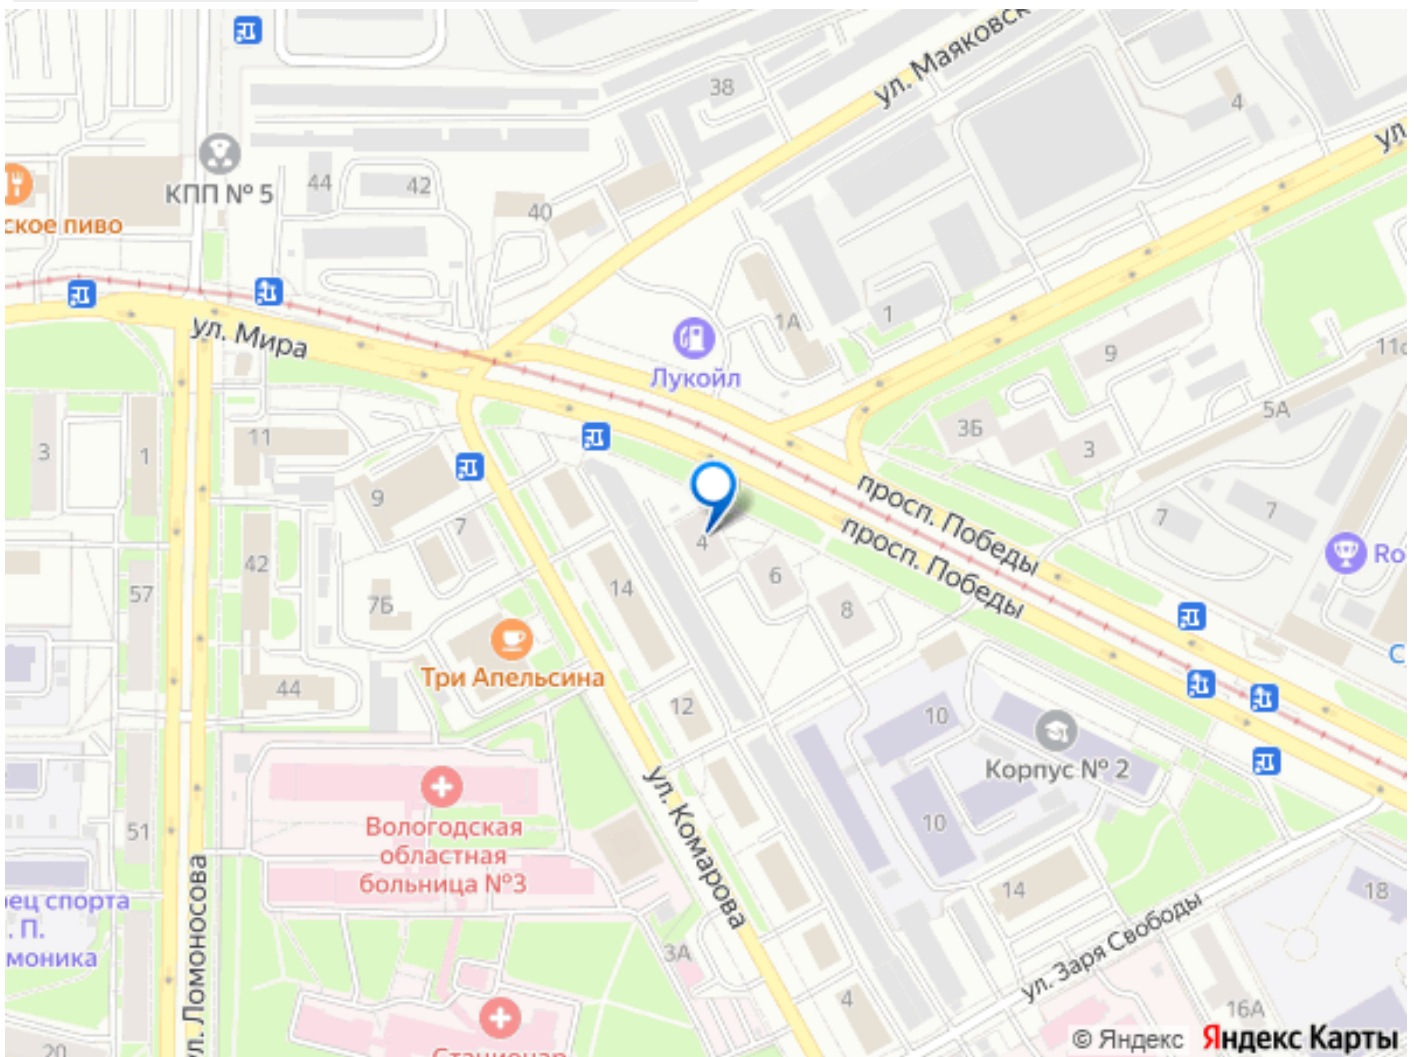 ул. Маяковск
38
4
ул.
КПП № 5
44
42
40
ское пиво
ул. Мира
1А
1
Лукойл
9
11с
5А
3Б
3
3
1
11
9
7
просп. Победы
7
7
просп. Победы
4
6
8
14
42
57
7Б
Ro
Три Апельсина
44
12
10
С
Корпус № 2
ул. Комарова
51
Вологодская
областная
больница №3
10
14
18
ец спорта
. П.
моника
ул. Ломоносова
3А
ул. Заря Свободы
4
16А
20
Стационар
© Яндекс Яндекс Карты